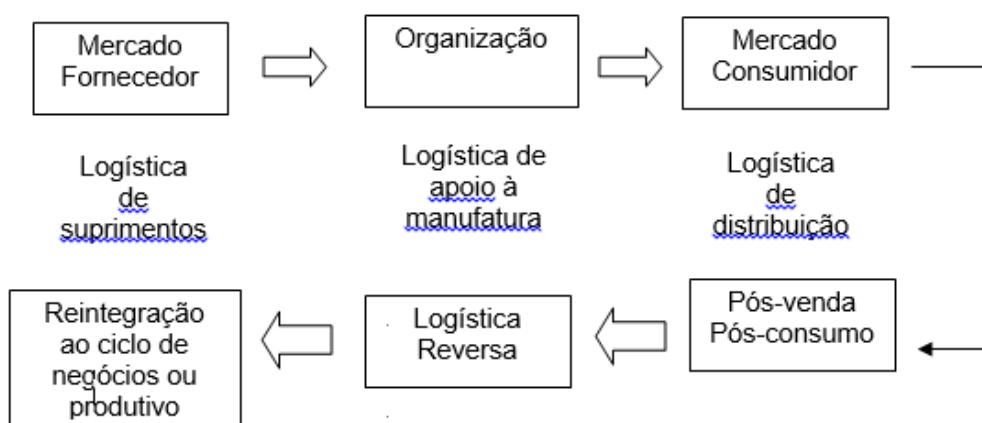 Mercado
Fornecedor
Organização
Mercado
Consumidor
Logística
de
suprimentos
Logística de
apoio à
manufatura
Logística
de
distribuição
Reintegração
ao ciclo de
negócios ou
produtivo
Logística
Reversa
Pós-venda
Pós-consumo